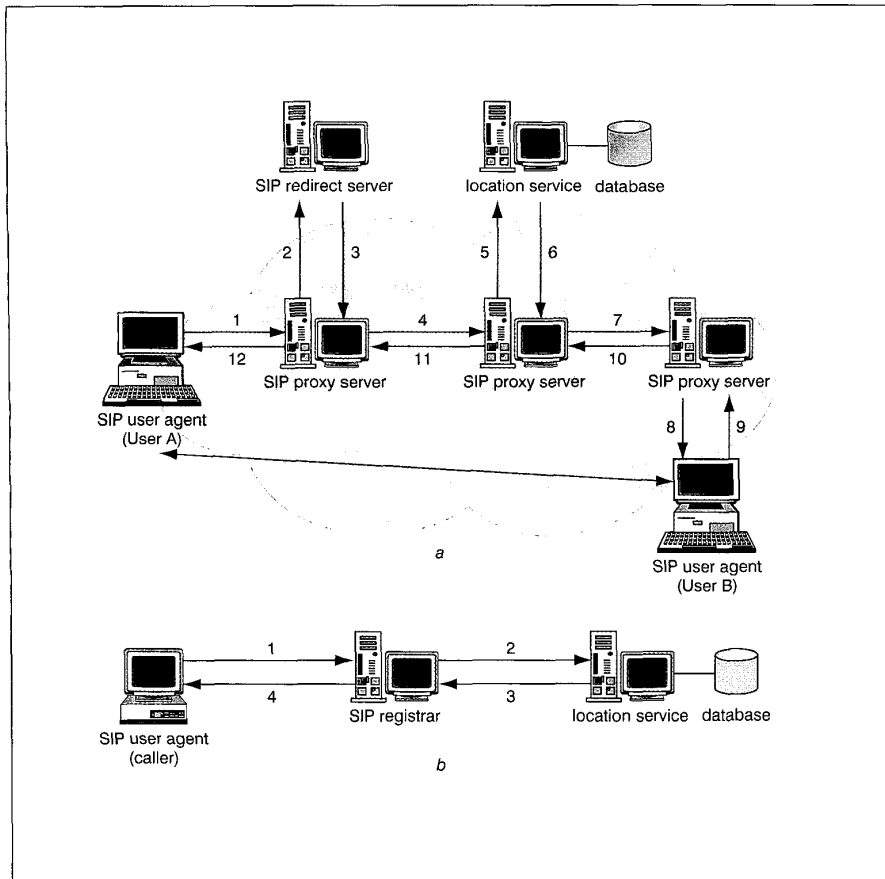 SIP redirect server
location service
database
2
3
5
6
1
12
4
11
7
10
SIP proxy server
SIP proxy server
SIP proxy server
SIP user agent
(User A)
8
9
a
SIP user agent
(User B)
1
4
2
3
SIP user agent
(caller)
SIP registrar
location service
database
b